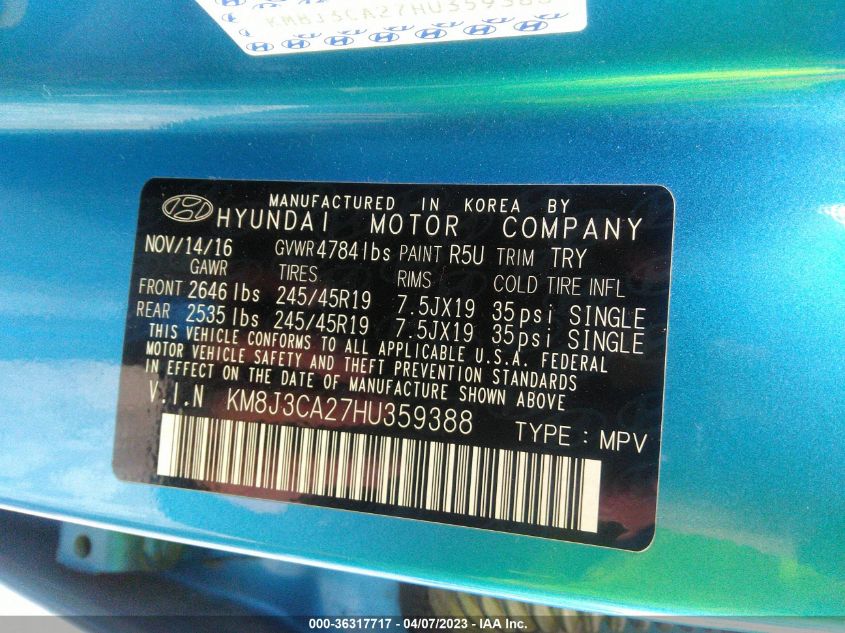 KM8J3CA27HU359388
MANUFACTURED IN KOREA BY
HYUNDAI MOTOR COMPANY
NOV/14/16 GVWR 4784lbs PAINT R5U TRIM TRY
GAWR TIRES RIMS COLD TIRE INFL
FRONT 2646 lbs 245/45R19 7.5JX19 35psi SINGLE
REAR 2535 lbs 245/45R19 7.5JX19 35psi SINGLE
THIS VEHICLE CONFORMS TO ALL APPLICABLE U.S.A. FEDERAL
MOTOR VEHICLE SAFETY AND THEFT PREVENTION STANDARDS
IN EFFECT ON THE DATE OF MANUFACTURE SHOWN ABOVE
V.I.N KM8J3CA27HU359388 TYPE : MPV
000-36317717 - 04/07/2023 - IAA Inc.